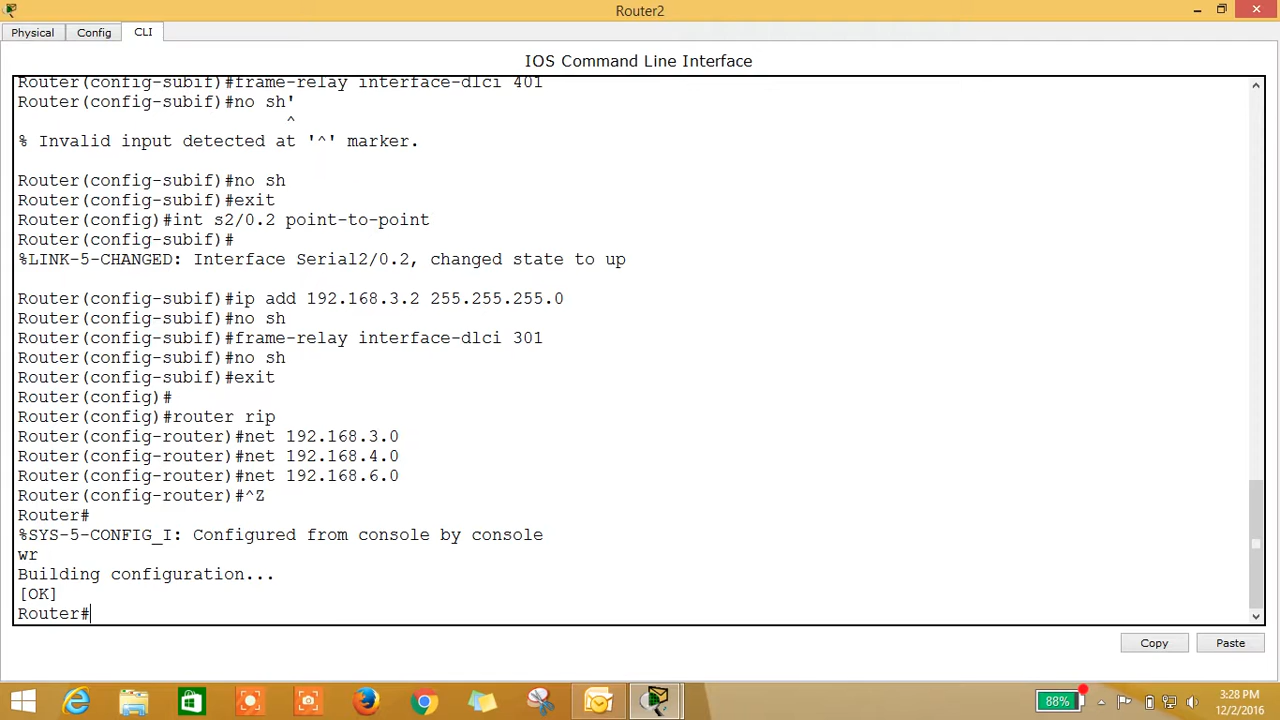 Router2
Physical
Config
CLI
IOS Command Line Interface
Router(config-subif)#frame-relay interface-dlci 401
Router(config-subif)#no sh'
^
% Invalid input detected at '^' marker.
Router(config-subif)#no sh
Router(config-subif)#exit
Router(config)#int s2/0.2 point-to-point
Router(config-subif)#
%LINK-5-CHANGED: Interface Serial2/0.2, changed state to up
Router(config-subif)#ip add 192.168.3.2 255.255.255.0
Router(config-subif)#no sh
Router(config-subif)#frame-relay interface-dlci 301
Router(config-subif)#no sh
Router(config-subif)#exit
Router(config)#
Router(config)#router rip
Router(config-router)#net 192.168.3.0
Router(config-router)#net 192.168.4.0
Router(config-router)#net 192.168.6.0
Router(config-router)#^Z
Router#
%SYS-5-CONFIG_I: Configured from console by console
wr
Building configuration...
[OK]
Router#
Copy
Paste
88%
3:28 PM
12/2/2016